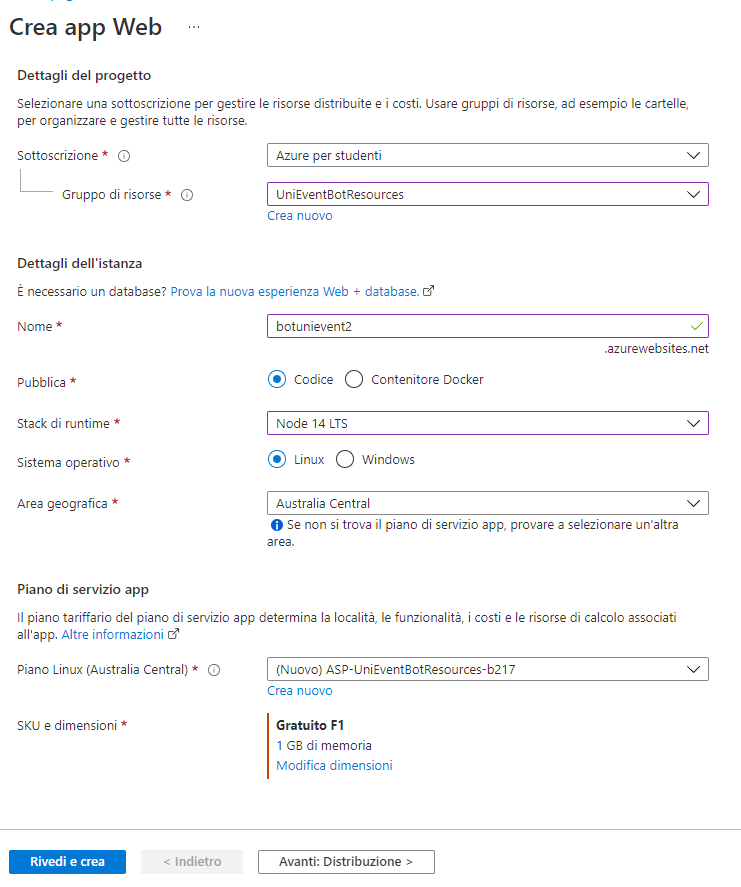 Crea app Web ...
Dettagli del progetto
Selezionare una sottoscrizione per gestire le risorse distribuite e i costi. Usare gruppi di risorse, ad esempio le cartelle,
per organizzare e gestire tutte le risorse.
Sottoscrizione *
Azure per studenti
Gruppo di risorse *
UniEventBotResources
Crea nuovo
Dettagli dell'istanza
È necessario un database? Prova la nuova esperienza Web + database.
Nome *
botunievent2
.azurewebsites.net
Pubblica *
Codice
Contenitore Docker
Stack di runtime *
Node 14 LTS
Sistema operativo *
Linux
Windows
Area geografica *
Australia Central
Se non si trova il piano di servizio app, provare a selezionare un'altra
area.
Piano di servizio app
Il piano tariffario del piano di servizio app determina la località, le funzionalità, i costi e le risorse di calcolo associati
all'app. Altre informazioni
Piano Linux (Australia Central) *
(Nuovo) ASP-UniEventBotResources-b217
Crea nuovo
SKU e dimensioni *
Gratuito F1
1 GB di memoria
Modifica dimensioni
Rivedi e crea
< Indietro
Avanti: Distribuzione >